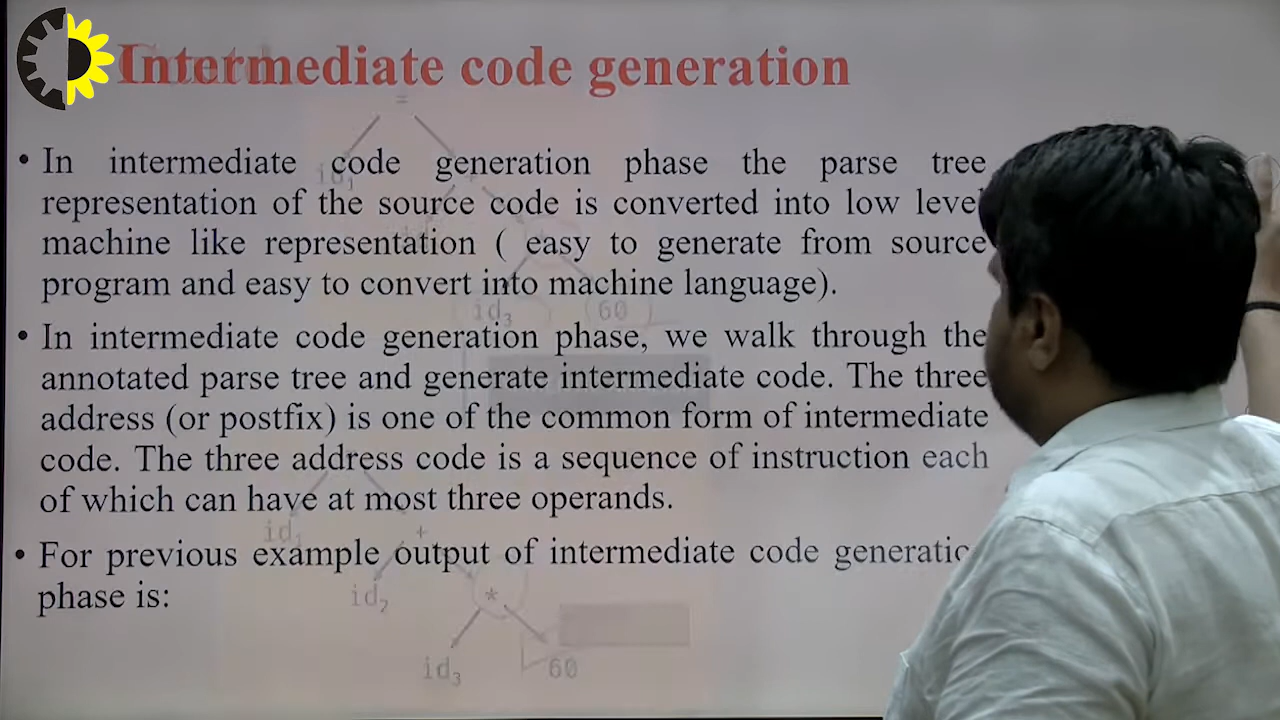 Intermediate code generation
• In intermediate code generation phase the parse tree
representation of the source code is converted into low level
machine like representation ( easy to generate from source
program and easy to convert into machine language).
• In intermediate code generation phase, we walk through the
annotated parse tree and generate intermediate code. The three
address (or postfix) is one of the common form of intermediate
code. The three address code is a sequence of instruction each
of which can have at most three operands.
• For previous example output of intermediate code generatic
phase is:
=
id1
id3
60
id1
+
id2
*
id3
60